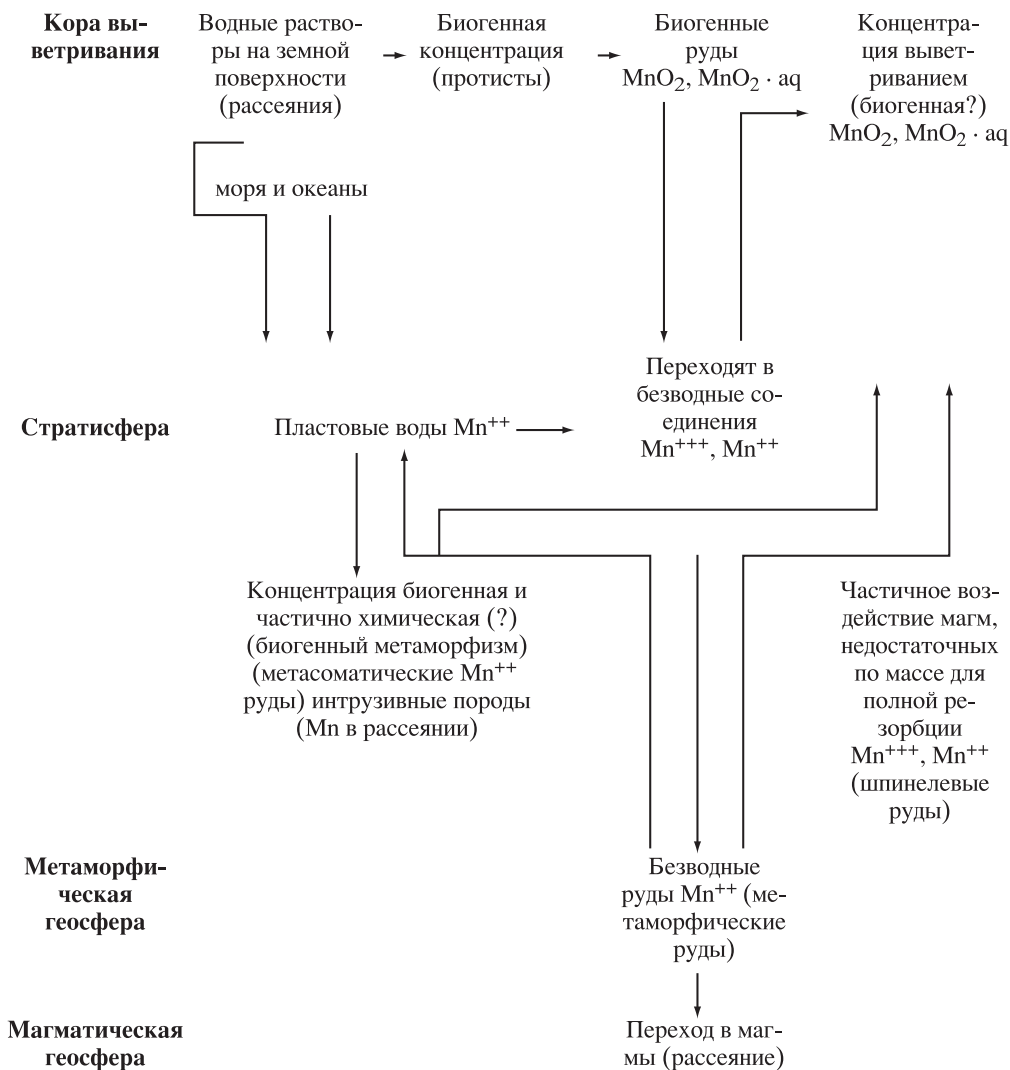 Кора вы-
ветривания
Водные раство-
ры на земной
поверхности
(рассеяния)
Биогенная
концентрация
(протисты)
Биогенные
руды
MnO₂, MnO₂ · aq
Концентра-
ция вывет-
риванием
(биогенная?)
MnO₂, MnO₂ · aq
моря и океаны
Стратисфера
Пластовые воды Mn⁺⁺
Переходят в
безводные со-
единения
Mn⁺⁺⁺, Mn⁺⁺
Концентрация биогенная и
частично химическая (?)
(биогенный метаморфизм)
(метасоматические Mn⁺⁺
руды) интрузивные породы
(Mn в рассеянии)
Частичное воз-
действие магм,
недостаточных
по массе для
полной ре-
зорбции
Mn⁺⁺⁺, Mn⁺⁺
(шпинелевые
руды)
Метаморфи-
ческая
геосфера
Безводные
руды Mn⁺⁺ (ме-
таморфические
руды)
Магматическая
геосфера
Переход в маг-
мы (рассеяние)